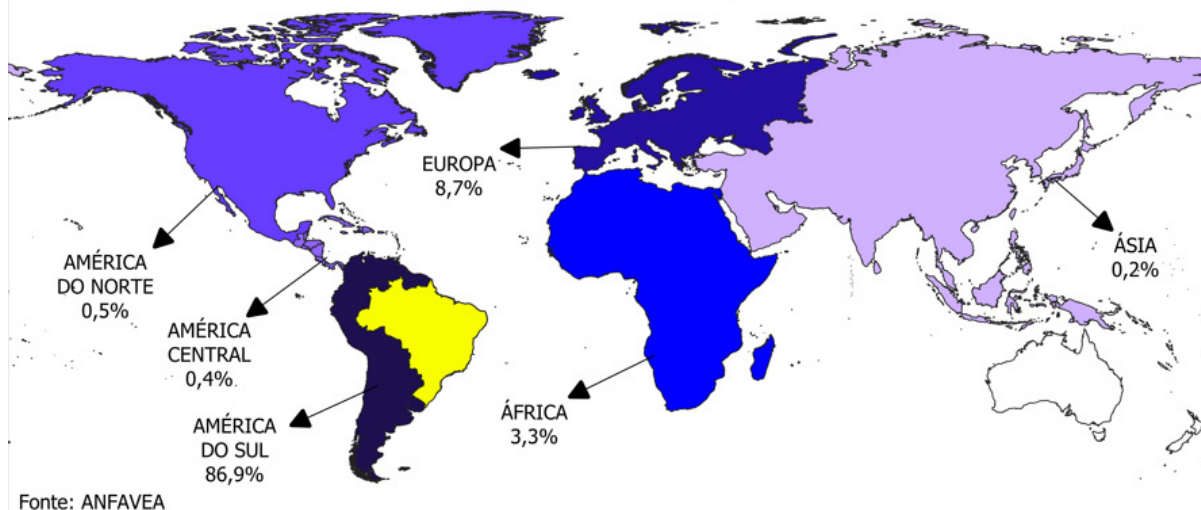 EUROPA
8,7%
ÁSIA
0,2%
AMÉRICA
DO NORTE
0,5%
AMÉRICA
CENTRAL
0,4%
ÁFRICA
3,3%
AMÉRICA
DO SUL
86,9%
Fonte: ANFAVEA